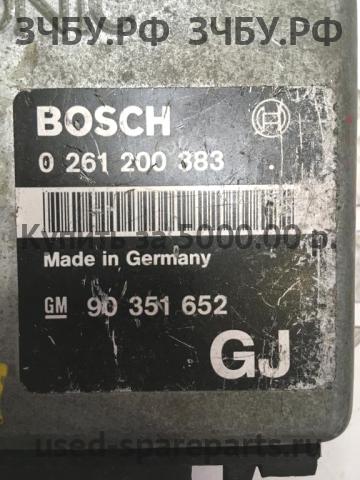 ЗЧБУ.РФ ЗЧБУ.РФ
BOSCH
0 261 200 383
Купить за 5000.00 р.
Made in Germany
GM 90 351 652
GJ
used-spareparts.ru